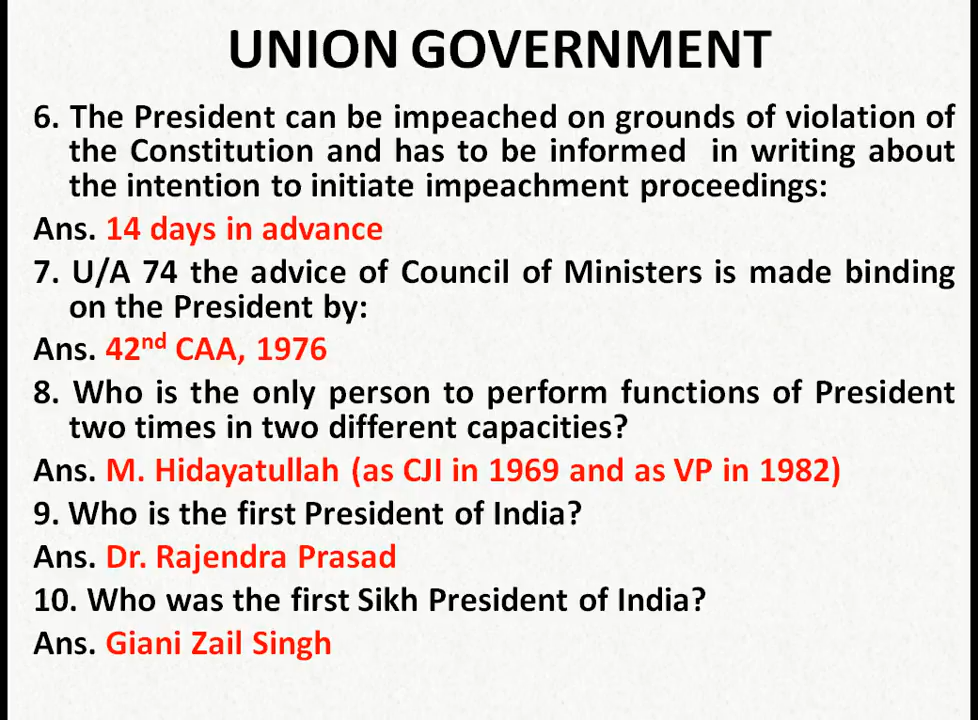 UNION GOVERNMENT
6. The President can be impeached on grounds of violation of
the Constitution and has to be informed in writing about
the intention to initiate impeachment proceedings:
Ans. 14 days in advance
7. U/A 74 the advice of Council of Ministers is made binding
on the President by:
Ans. 42nd CAA, 1976
8. Who is the only person to perform functions of President
two times in two different capacities?
Ans. M. Hidayatullah (as CJI in 1969 and as VP in 1982)
9. Who is the first President of India?
Ans. Dr. Rajendra Prasad
10. Who was the first Sikh President of India?
Ans. Giani Zail Singh